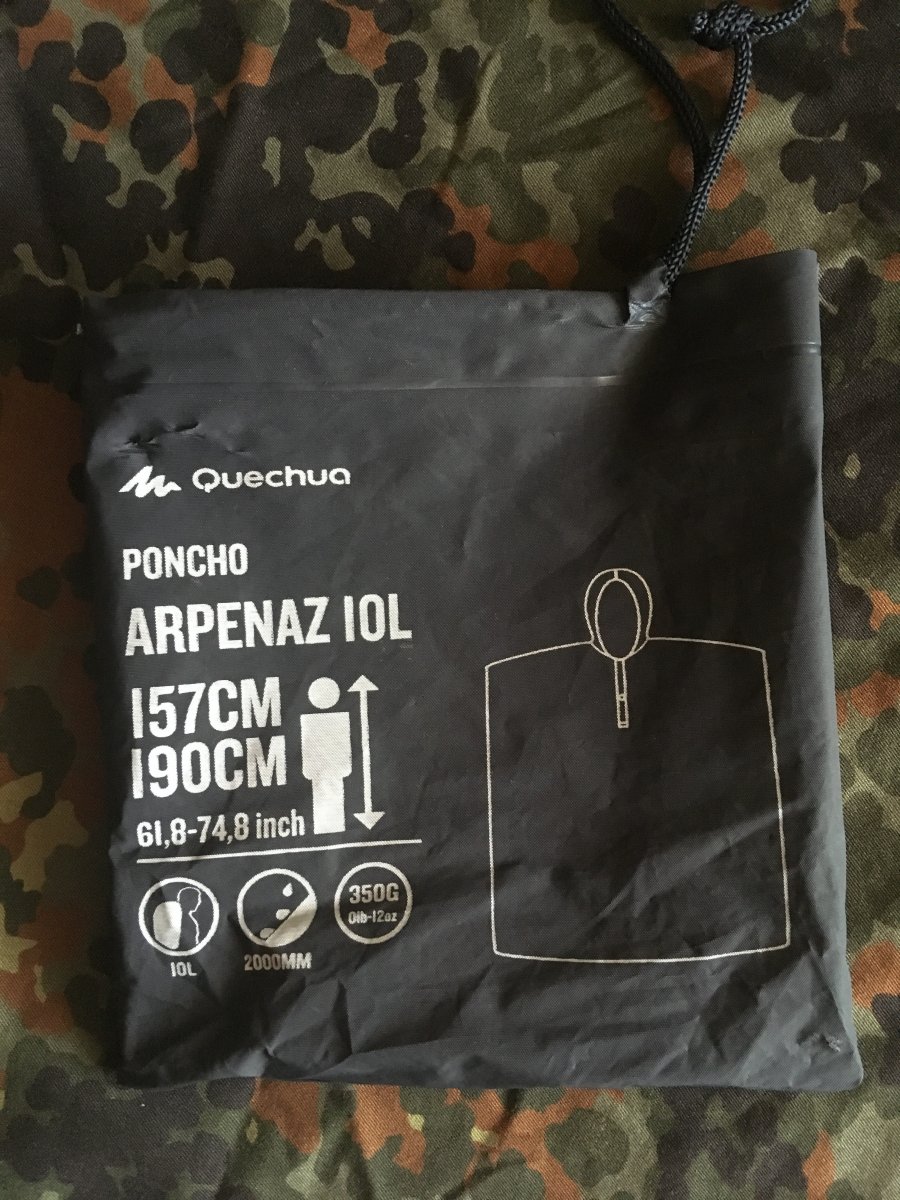 Quechua
PONCHO
ARPENAZ 10L
157CM
190CM
61,8-74,8 inch
350G
0lb-12oz
10L
2000MM